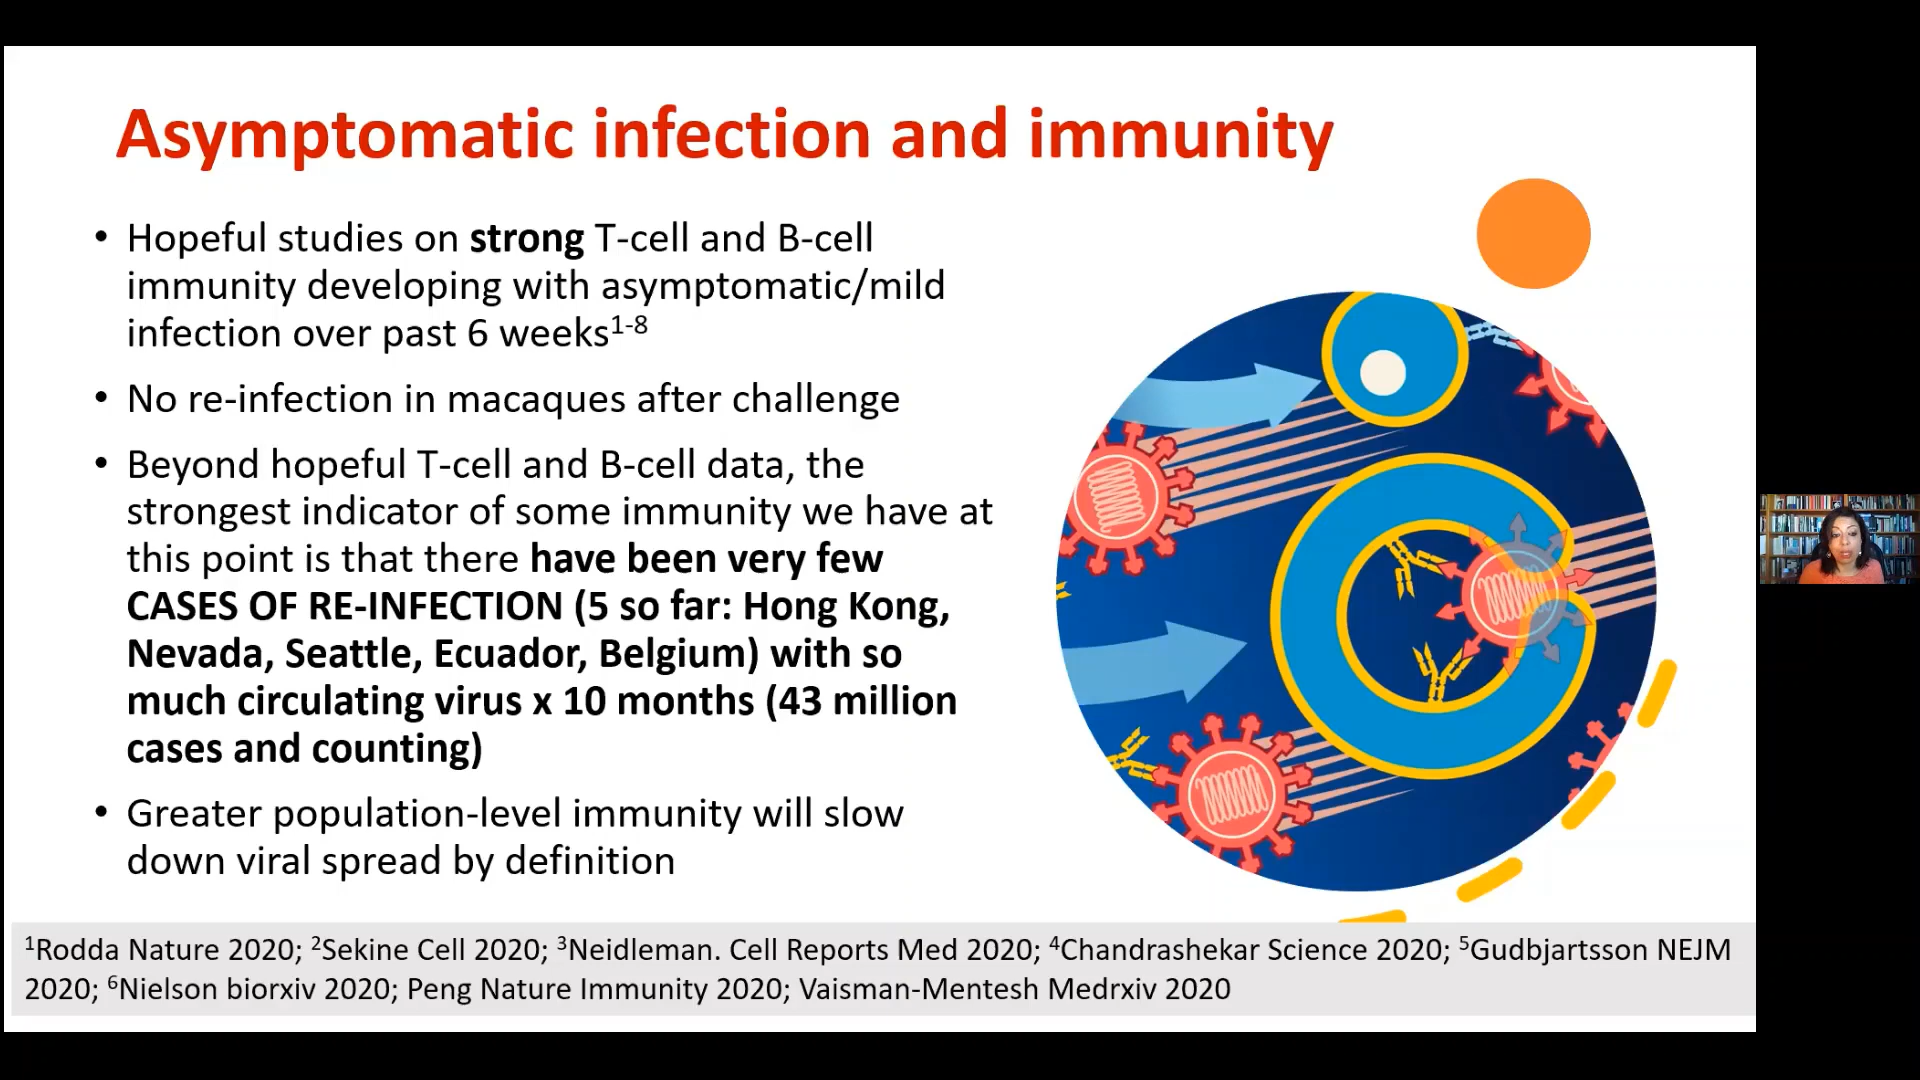 Asymptomatic infection and immunity
• Hopeful studies on strong T-cell and B-cell
immunity developing with asymptomatic/mild
infection over past 6 weeks1-8
• No re-infection in macaques after challenge
• Beyond hopeful T-cell and B-cell data, the
strongest indicator of some immunity we have at
this point is that there have been very few
CASES OF RE-INFECTION (5 so far: Hong Kong,
Nevada, Seattle, Ecuador, Belgium) with so
much circulating virus x 10 months (43 million
cases and counting)
• Greater population-level immunity will slow
down viral spread by definition
1Rodda Nature 2020; 2Sekine Cell 2020; 3Neidleman. Cell Reports Med 2020; 4Chandrashekar Science 2020; 5Gudbjartsson NEJM
2020; 6Nielson biorxiv 2020; Peng Nature Immunity 2020; Vaisman-Mentesh Medrxiv 2020